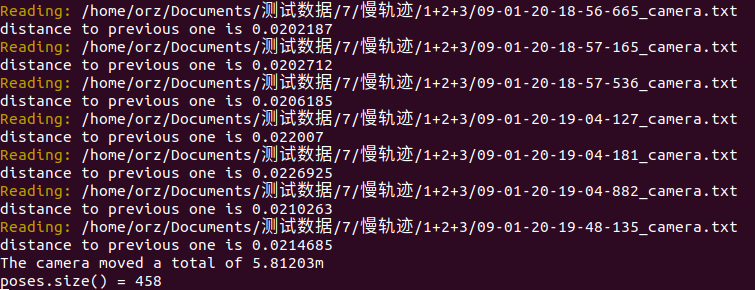 Reading: /home/orz/Documents/测试数据/7/慢轨迹/1+2+3/09-01-20-18-56-665_camera.txt
distance to previous one is 0.0202187
Reading: /home/orz/Documents/测试数据/7/慢轨迹/1+2+3/09-01-20-18-57-165_camera.txt
distance to previous one is 0.0202712
Reading: /home/orz/Documents/测试数据/7/慢轨迹/1+2+3/09-01-20-18-57-536_camera.txt
distance to previous one is 0.0206185
Reading: /home/orz/Documents/测试数据/7/慢轨迹/1+2+3/09-01-20-19-04-127_camera.txt
distance to previous one is 0.022007
Reading: /home/orz/Documents/测试数据/7/慢轨迹/1+2+3/09-01-20-19-04-181_camera.txt
distance to previous one is 0.0226925
Reading: /home/orz/Documents/测试数据/7/慢轨迹/1+2+3/09-01-20-19-04-882_camera.txt
distance to previous one is 0.0210263
Reading: /home/orz/Documents/测试数据/7/慢轨迹/1+2+3/09-01-20-19-48-135_camera.txt
distance to previous one is 0.0214685
The camera moved a total of 5.81203m
poses.size() = 458